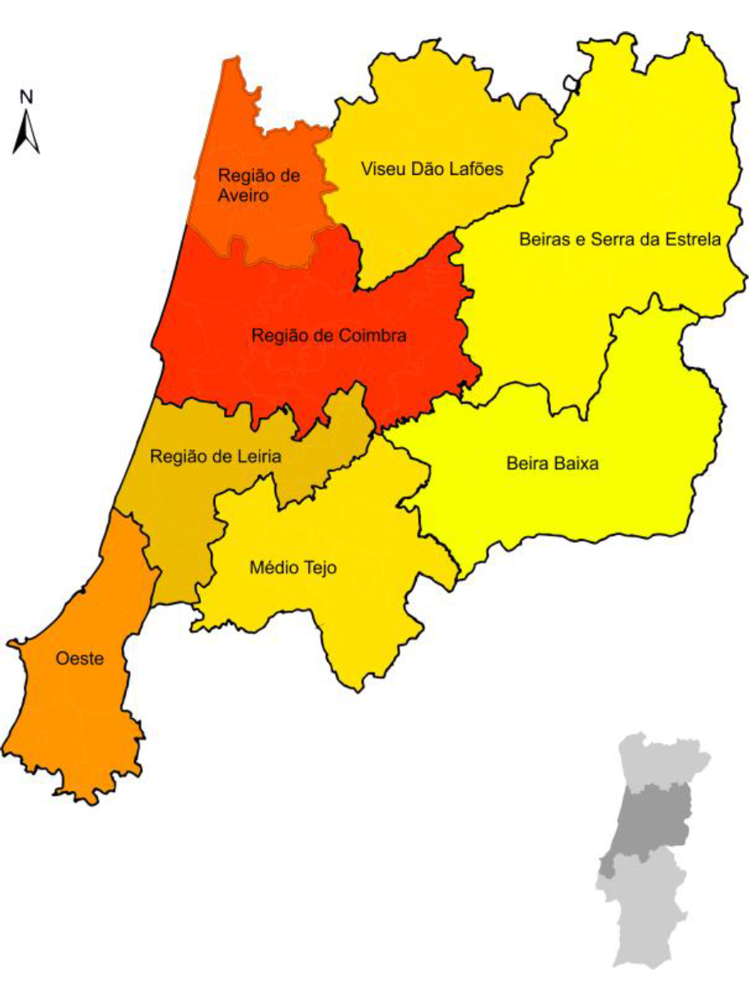 N
Viseu Dão Lafões
Região de
Aveiro
Beiras e Serra da Estrela
Região de Coimbra
Região de Leiria
Beira Baixa
Médio Tejo
Oeste